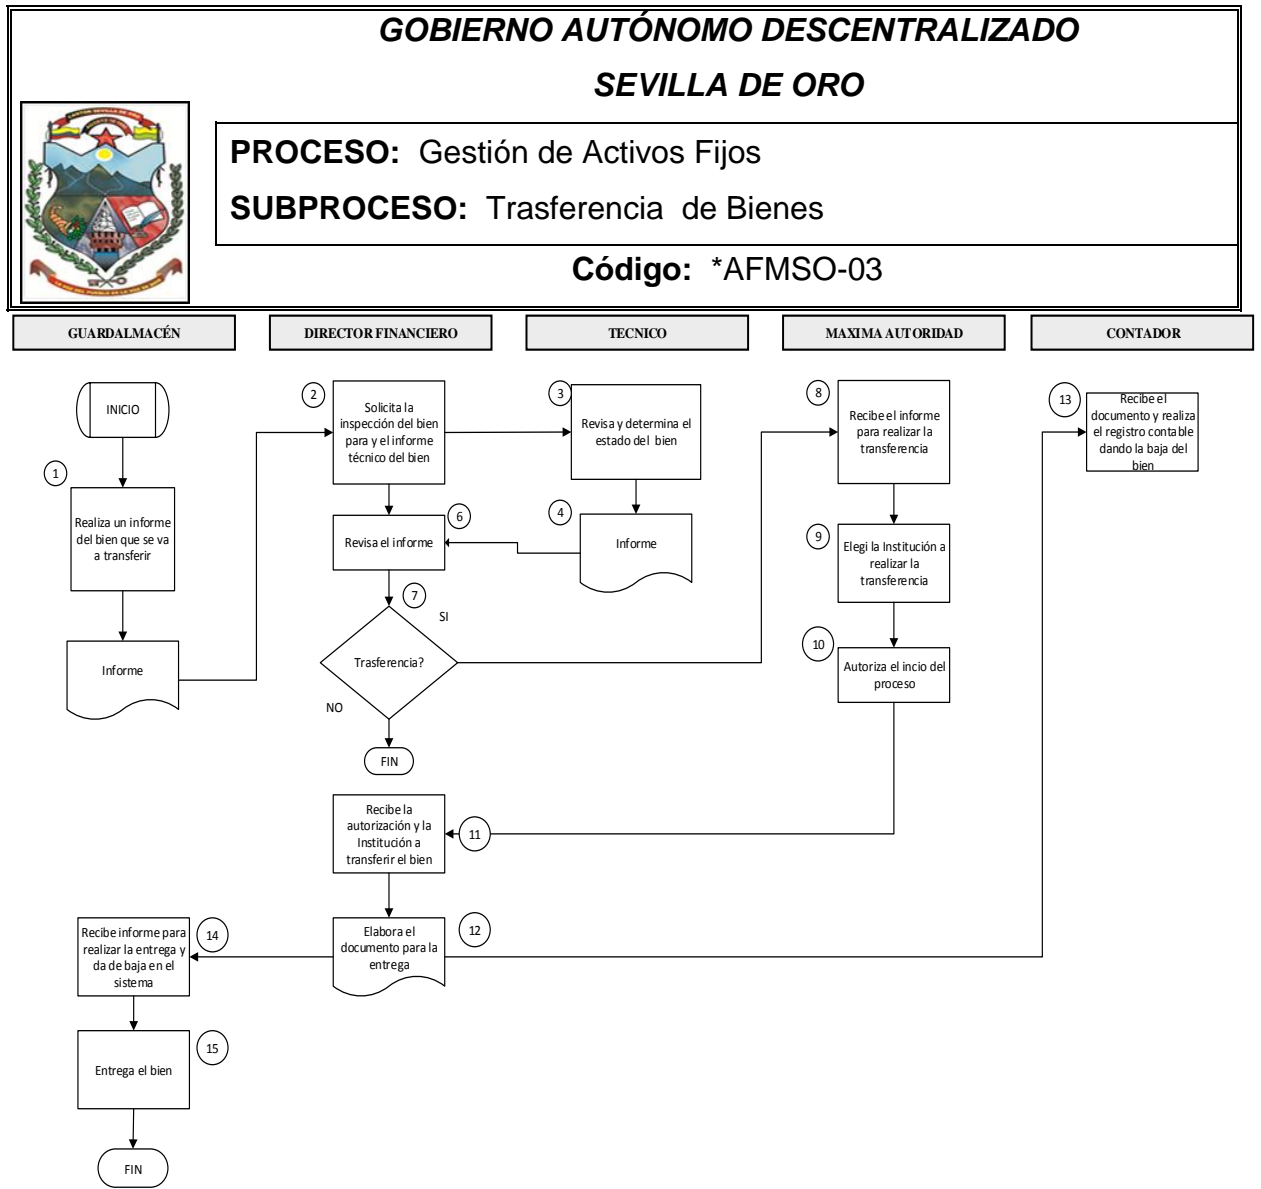 GOBIERNO AUTÓNOMO DESCENTRALIZADO
SEVILLA DE ORO
PROCESO: Gestión de Activos Fijos
SUBPROCESO: Trasferencia de Bienes
Código: *AFMSO-03
GUARDALMACÉN
DIRECTOR FINANCIERO
TECNICO
MAXIMA AUTORIDAD
CONTADOR
INICIO
1
Realiza un informe
del bien que se va
a transferir
Informe
2
Solicita la
inspección del bien
para y el informe
técnico del bien
3
Revisa y determina el
estado del bien
4
Informe
6
Revisa el informe
7
Trasferencia?
SI
NO
FIN
8
Recibe el informe
para realizar la
transferencia
9
Elegi la Institución a
realizar la
transferencia
10
Autoriza el incio del
proceso
11
Recibe la
autorización y la
Institución a
transferir el bien
12
Elabora el
documento para la
entrega
13
Recibe el
documento y realiza
el registro contable
dando la baja del
bien
14
Recibe informe para
realizar la entrega y
da de baja en el
sistema
15
Entrega el bien
FIN